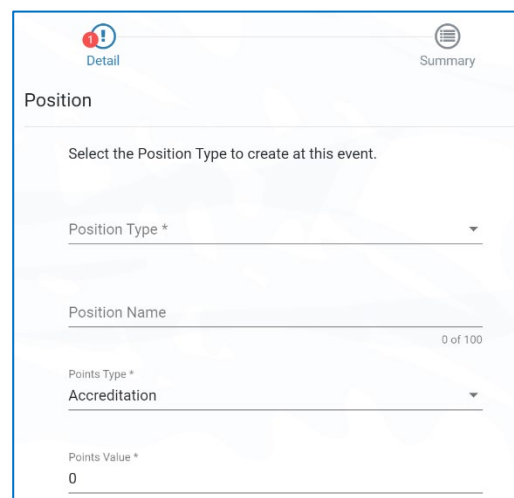 1 !
Detail Summary
Position
Select the Position Type to create at this event.
Position Type *
Position Name
0 of 100
Points Type *
Accreditation
Points Value *
0